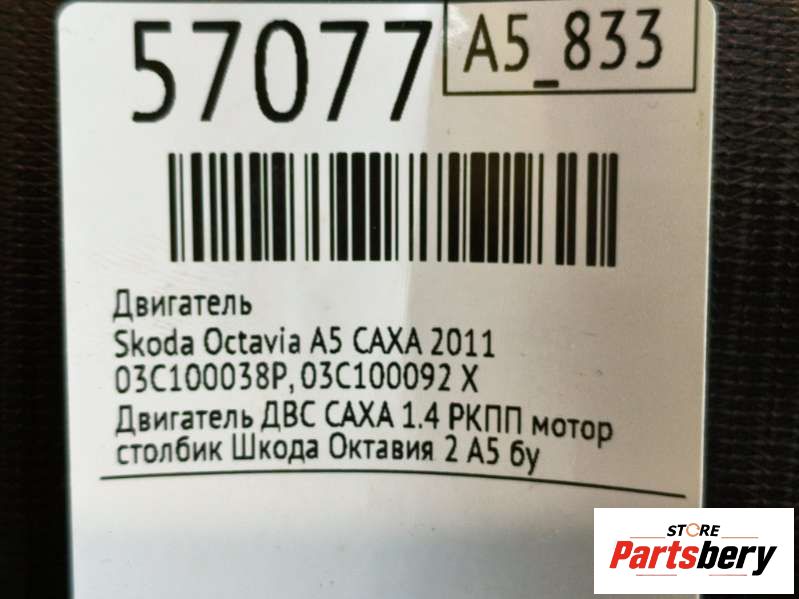 57077
A5_833
Двигатель
Skoda Octavia A5 CAXA 2011
03C100038P, 03C100092 X
Двигатель ДВС CAXA 1.4 РКПП мотор
столбик Шкода Октавия 2 А5 бу
STORE
Partsbery